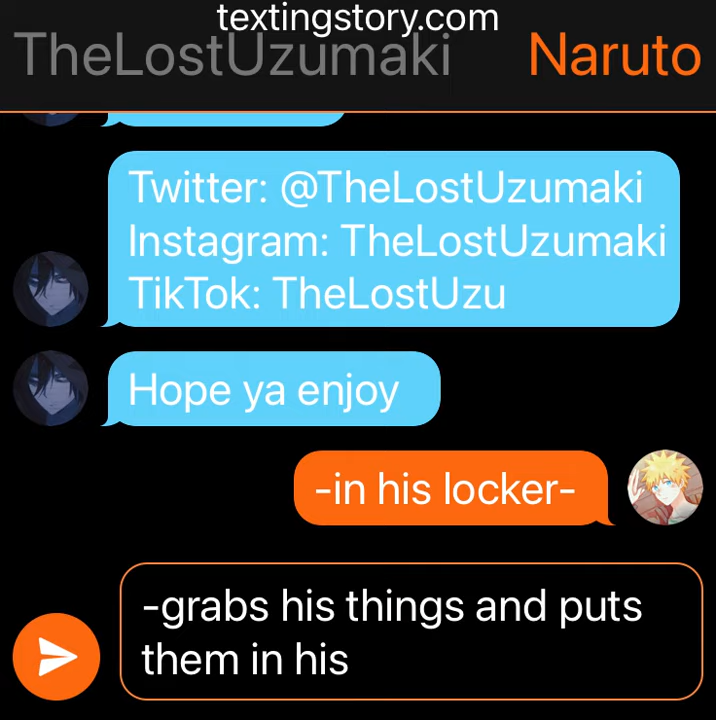 textingstory.com
TheLostUzumaki Naruto
Twitter: @TheLostUzumaki
Instagram: TheLostUzumaki
TikTok: TheLostUzu
Hope ya enjoy
-in his locker-
-grabs his things and puts
them in his